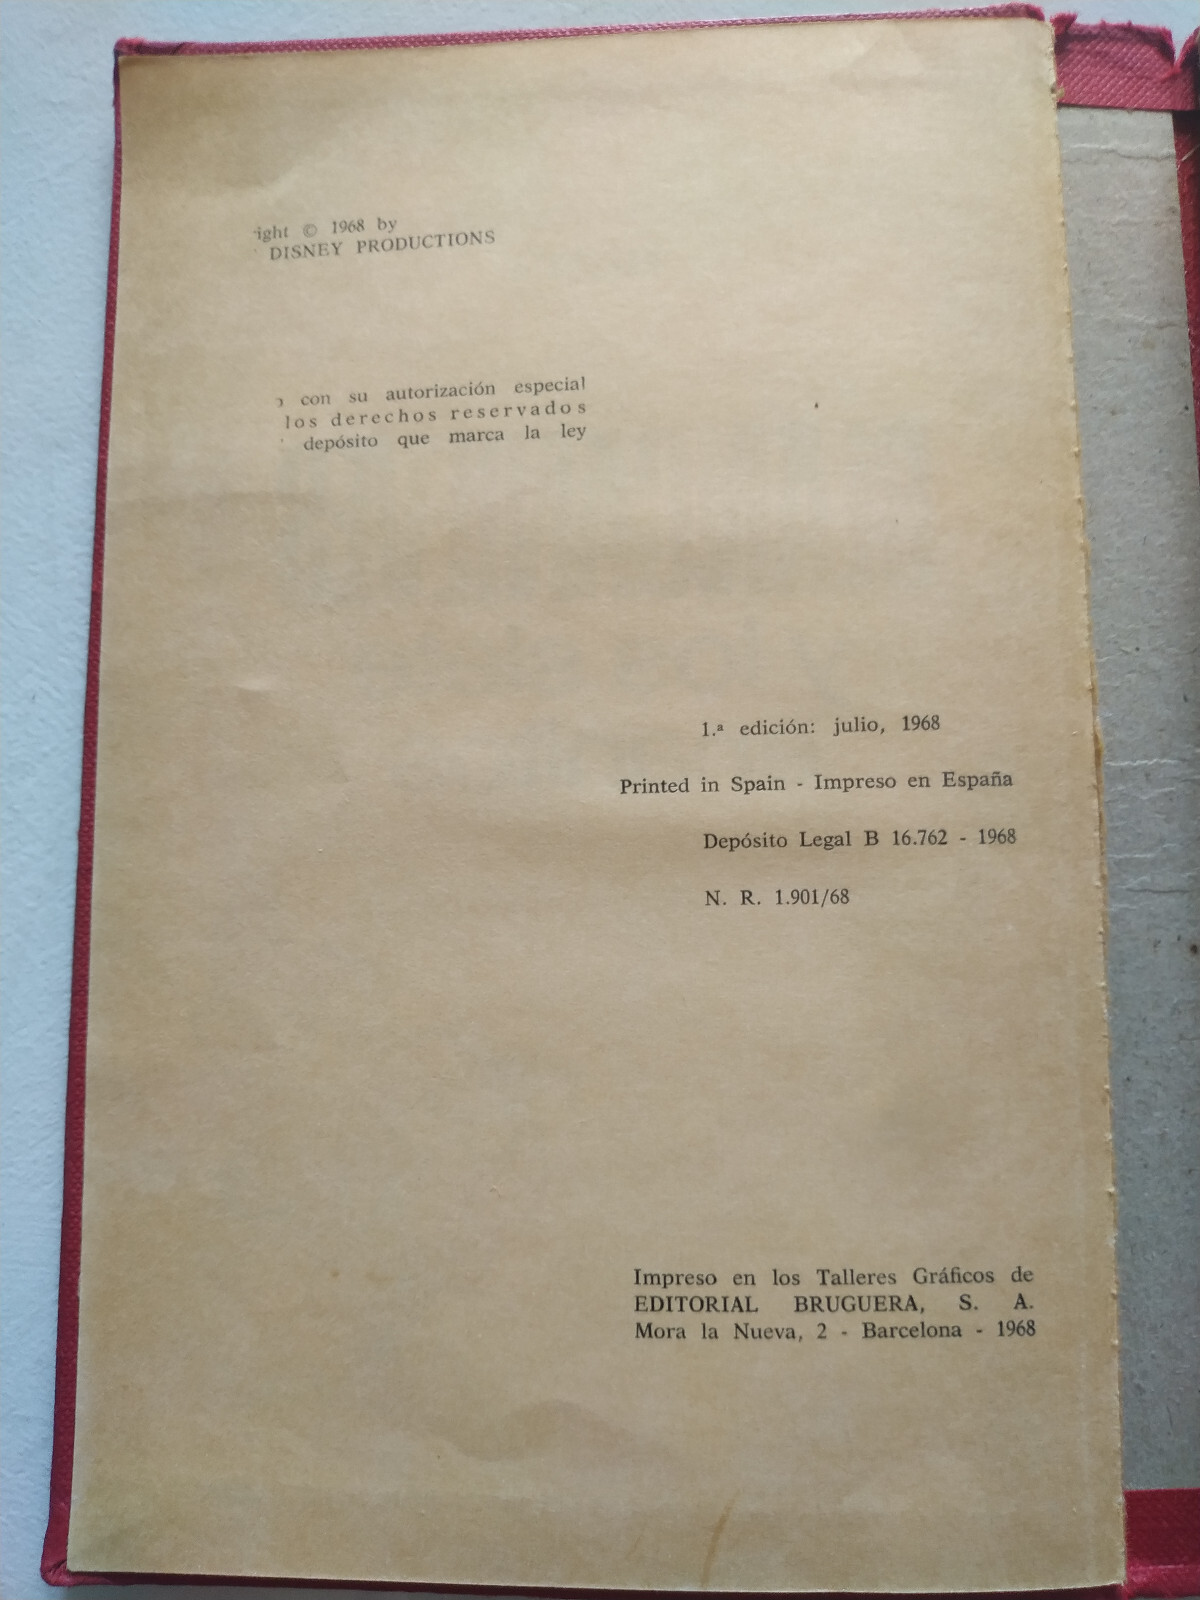 © 1968 by
DISNEY PRODUCTIONS
con su autorización especial
los derechos reservados
depósito que marca la ley
1.ª edición: julio, 1968
Printed in Spain - Impreso en España
Depósito Legal B 16.762 - 1968
N. R. 1.901/68
Impreso en los Talleres Gráficos de
EDITORIAL BRUGUERA, S. A.
Mora la Nueva, 2 - Barcelona - 1968